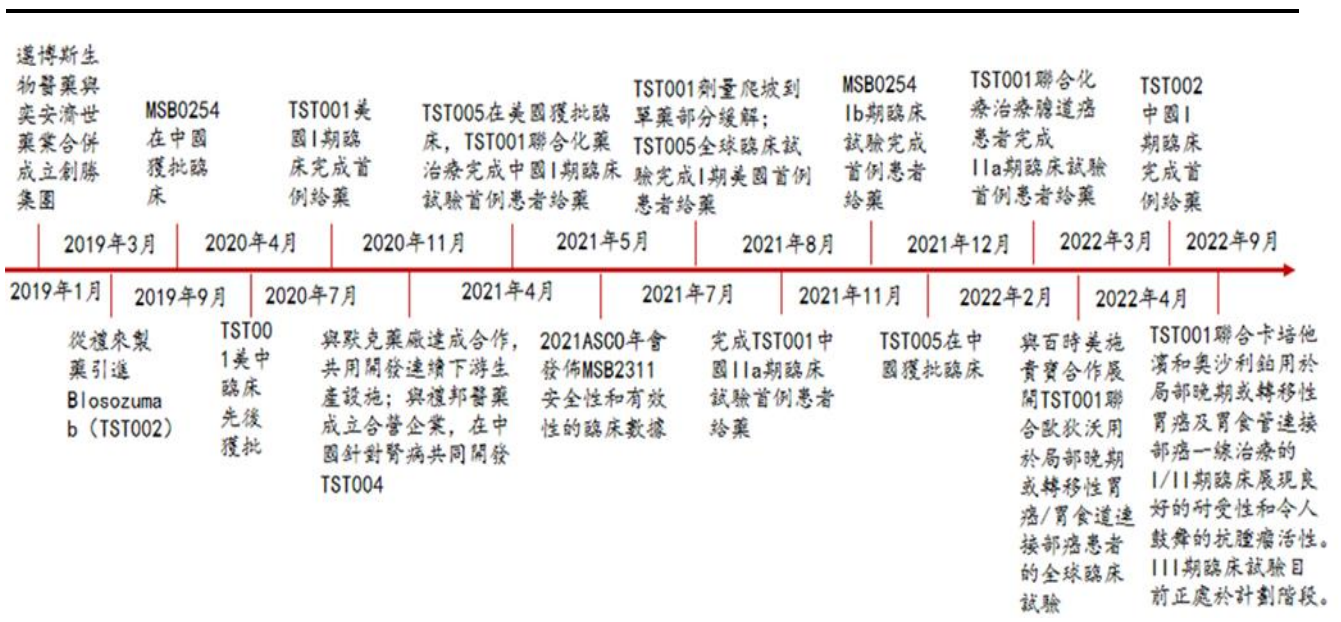 邁博斯生
物醫藥與
奕安濟世
藥業合併
成立創勝
集團
MSB0254
在中國
獲批臨
床
TST001美
國I期臨
床完成首
例給藥
TST005在美國獲批臨
床，TST001聯合化藥
治療完成中國I期臨床
試驗首例患者給藥
TST001劑量爬坡到
單藥部分緩解；
TST005全球臨床試
驗完成I期美國首例
患者給藥
MSB0254
Ib期臨床
試驗完成
首例患者
給藥
TST001聯合化
療治療膽道癌
患者完成
IIa期臨床試驗
首例患者給藥
TST002
中國I
期臨床
完成首
例給藥
2019年3月
2020年4月
2020年11月
2021年5月
2021年8月
2021年12月
2022年3月
2022年9月
2019年1月
2019年9月
2020年7月
2021年4月
2021年7月
2021年11月
2022年2月
2022年4月
從禮來製
藥引進
Blosozuma
b（TST002）
TST00
1美中
臨床
先後
獲批
與默克藥廠達成合作，
共用開發連續下游生
產設施；與禮邦醫藥
成立合營企業，在中
國針對腎病共同開發
TST004
2021ASCO年會
發佈MSB2311
安全性和有效
性的臨床數據
完成TST001中
國IIa期臨床
試驗首例患者
給藥
TST005在中
國獲批臨床
與百時美施
貴寶合作展
開TST001聯
合歐狄沃用
於局部晚期
或轉移性胃
癌/胃食道連
接部癌患者
的全球臨床
試驗
TST001聯合卡培他
濱和奧沙利鉑用於
局部晚期或轉移性
胃癌及胃食管連接
部癌一線治療的
I/II期臨床展現良
好的耐受性和令人
鼓舞的抗腫瘤活性。
III期臨床試驗目
前正處於計劃階段。